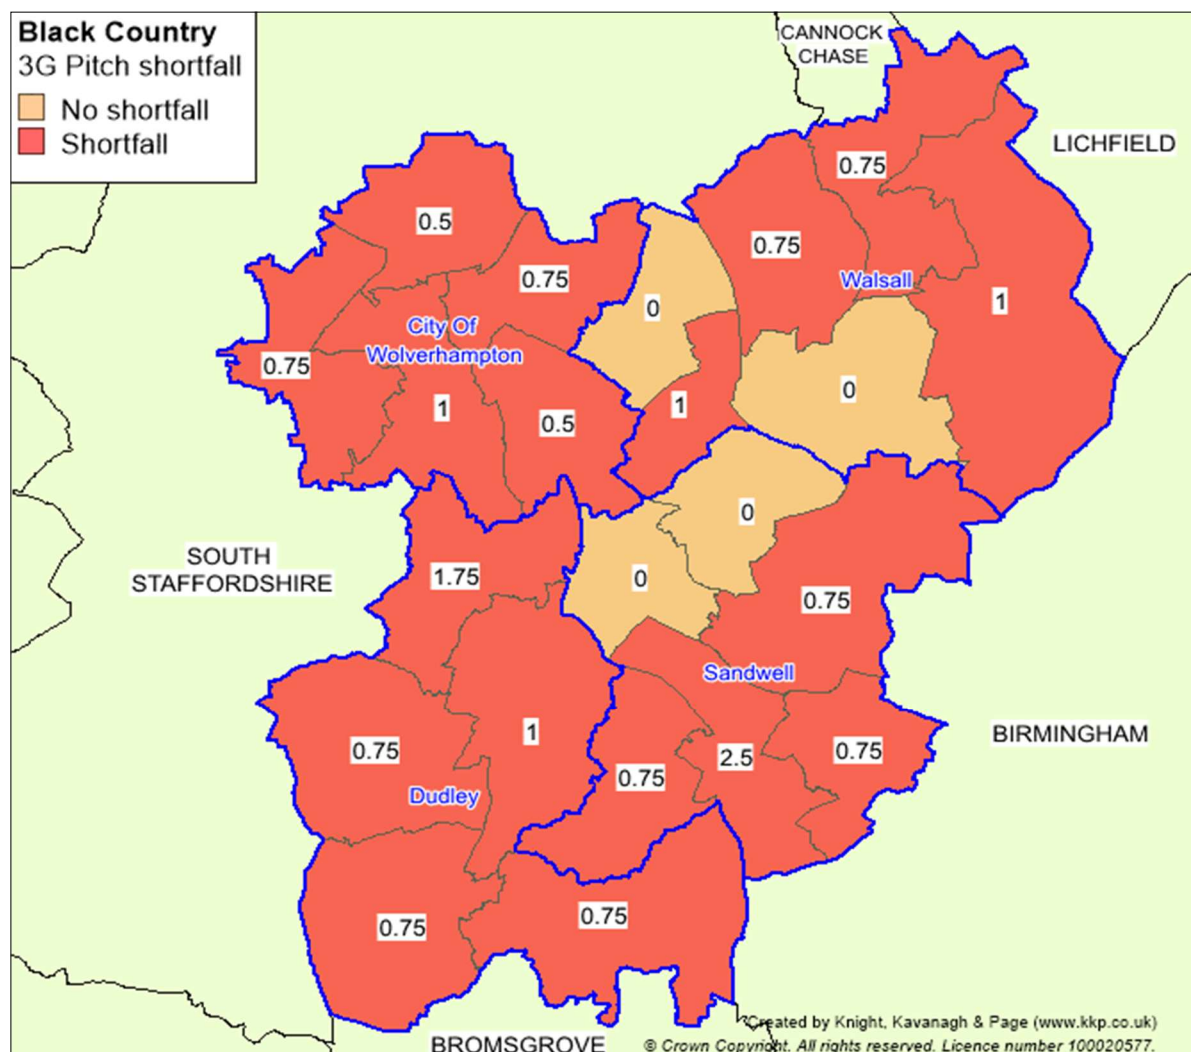 Black Country
3G Pitch shortfall
No shortfall
Shortfall
CANNOCK
CHASE
LICHFIELD
0.75
0.5
0.75
0.75
Walsall
1
0
City Of
Wolverhampton
0.75
0
1
1
0.5
0
SOUTH
STAFFORDSHIRE
1.75
0
0.75
Sandwell
BIRMINGHAM
1
0.75
0.75
2.5
0.75
Dudley
0.75
0.75
Created by Knight, Kavanagh & Page (www.kkp.co.uk)
BROMSGROVE
© Crown Copyright. All rights reserved. Licence number 100020577.